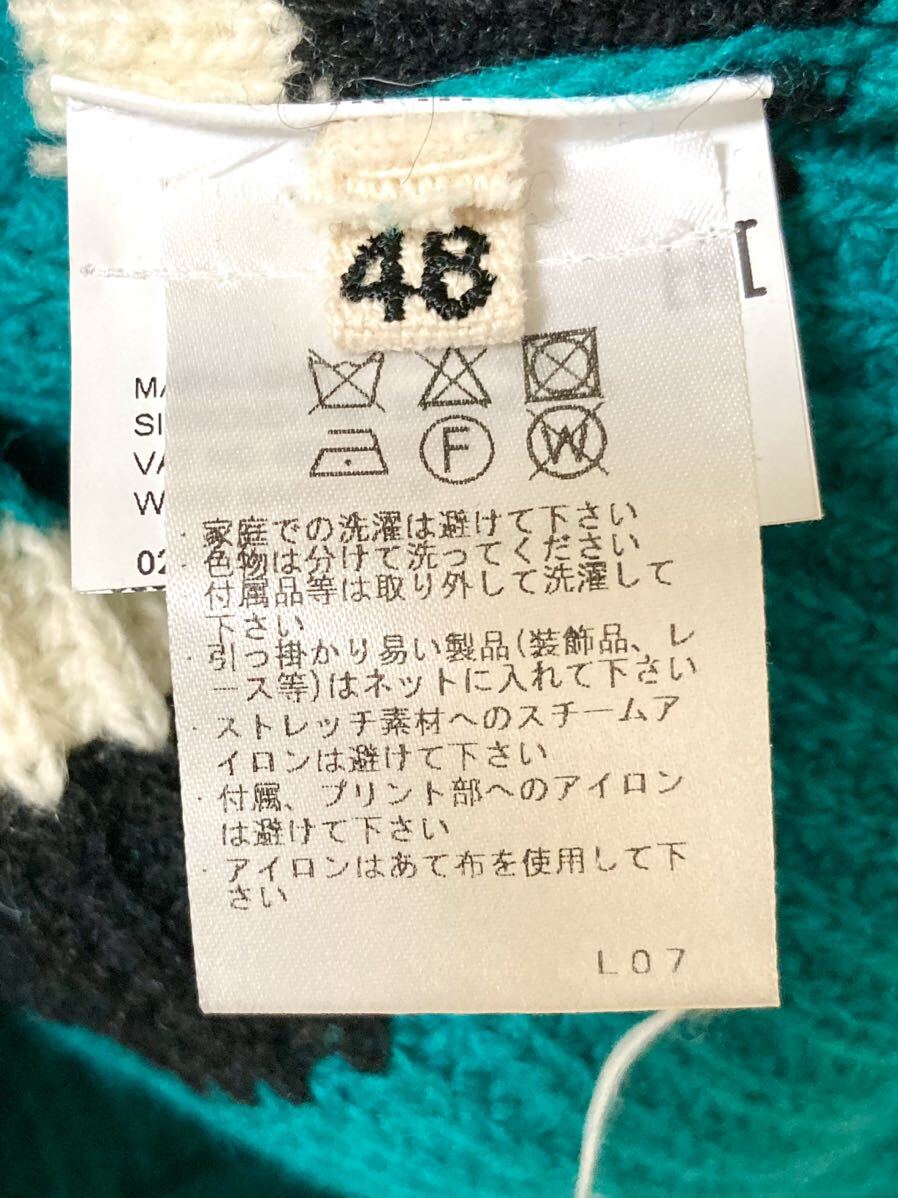 48
MA
SI
VA
W
02
F
W
・家庭での洗濯は避けて下さい
・色物は分けて洗ってください
・付属品等は取り外して洗濯して
下さい
・引っ掛かり易い製品(装飾品、レ
ース等)はネットに入れて下さい
・ストレッチ素材へのスチームア
イロンは避けて下さい
・付属、プリント部へのアイロン
は避けて下さい
・アイロンはあて布を使用して下
さい
L07